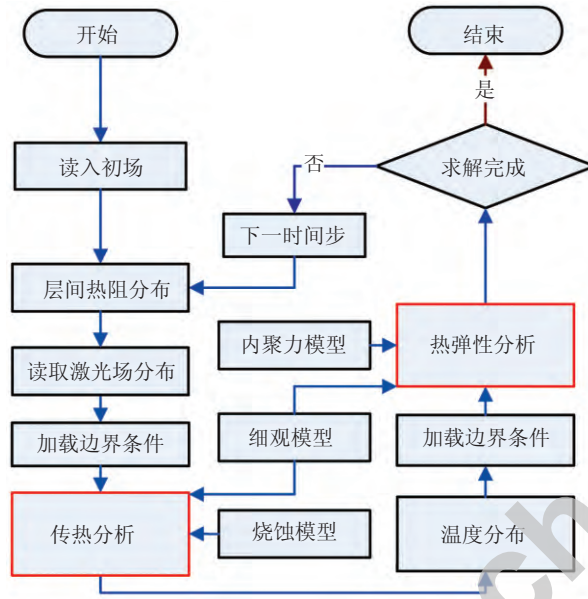 开始
结束
是
读入初场
否
求解完成
下一时间步
层间热阻分布
内聚力模型
热弹性分析
读取激光场分布
加载边界条件
细观模型
加载边界条件
传热分析
烧蚀模型
温度分布
ch